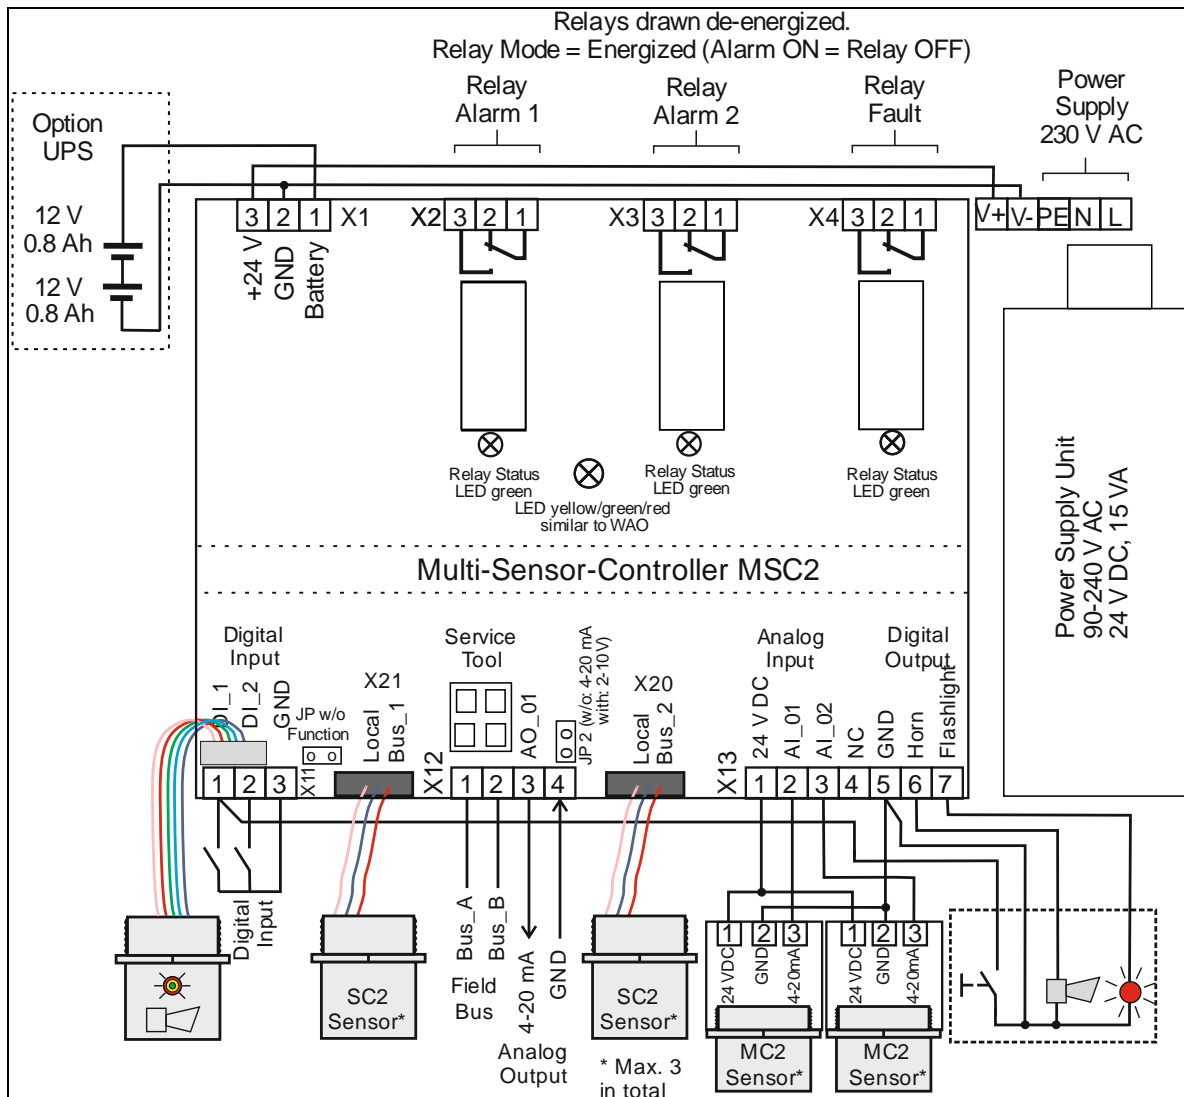 Relays drawn de-energized.
Relay Mode = Energized (Alarm ON = Relay OFF)
Option
UPS
12 V
0.8 Ah
12 V
0.8 Ah
Relay
Alarm 1
Relay
Alarm 2
Relay
Fault
Power
Supply
230 V AC
3 2 1 X1
X2 3 2 1
X3 3 2 1
X4 3 2 1
V+ V- PE N L
+24 V
GND
Battery
Relay Status
LED green
LED yellow/green/red
similar to WAO
Relay Status
LED green
Relay Status
LED green
Power Supply Unit
90-240 V AC
24 V DC, 15 VA
Multi-Sensor-Controller MSC2
Digital
Input
DI_1
DI_2
GND
JP w/o
Function
X11
o o
X21
Local
Bus_1
Service
Tool
X12
AO_01
JP 2 (w/o: 4-20 mA
with: 2-10V)
o o
X20
Local
Bus_2
Analog
Input
Digital
Output
X13
24 V DC
AI_01
AI_02
NC
GND
Horn
Flashlight
1 2 3
1 2 3 4
1 2 3 4 5 6 7
Digital
Input
SC2
Sensor*
Bus_A
Bus_B
Field
Bus
4-20 mA
GND
Analog
Output
SC2
Sensor*
* Max. 3
in total
1 2 3
24 VDC
GND
4-20mA
MC2
Sensor*
1 2 3
24 VDC
GND
4-20mA
MC2
Sensor*